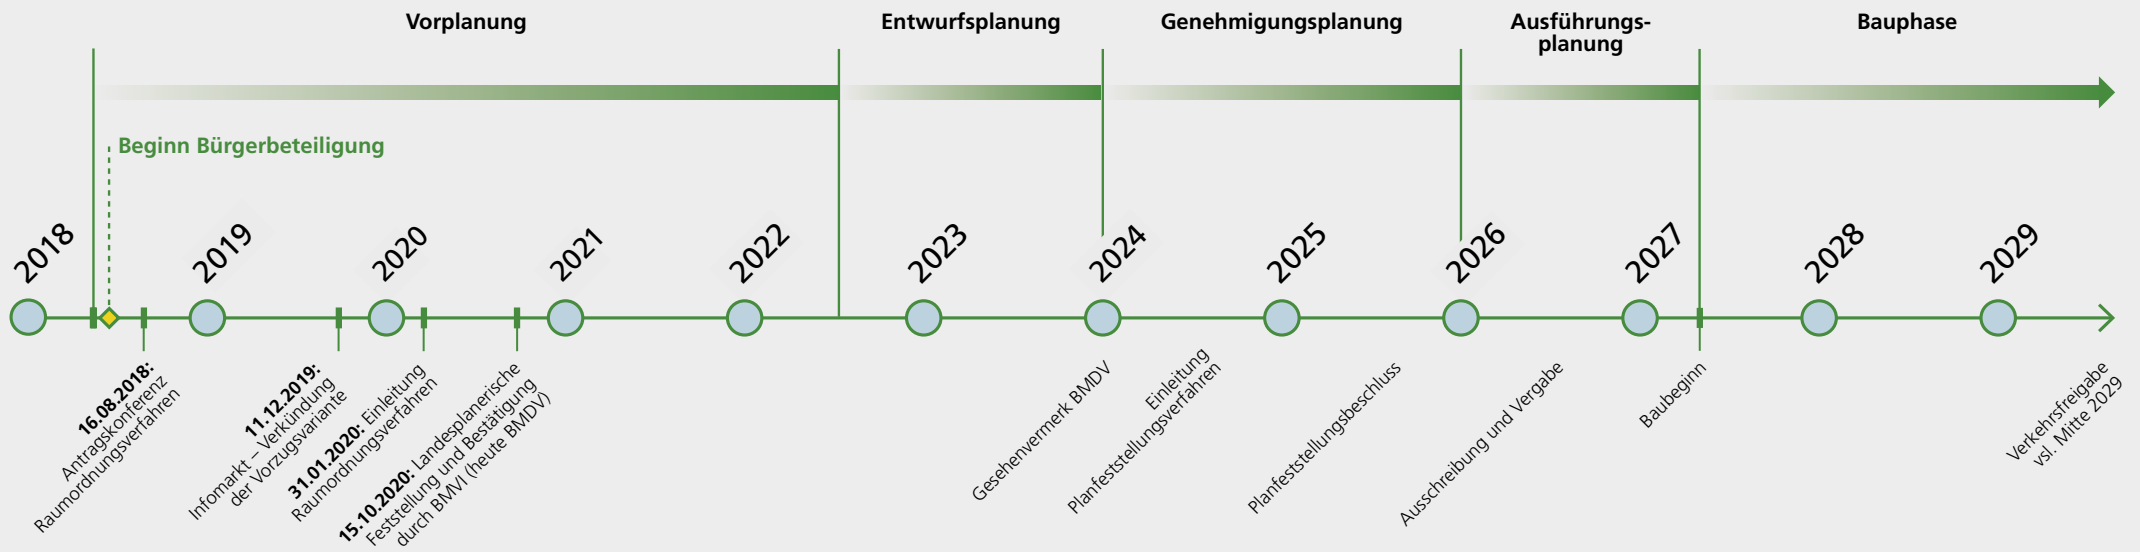 Vorplanung
Entwurfsplanung
Genehmigungsplanung
Ausführungs-
planung
Bauphase
Beginn Bürgerbeteiligung
2018
2019
2020
2021
2022
2023
2024
2025
2026
2027
2028
2029
16.08.2018:
Antragskonferenz
Raumordnungsverfahren
11.12.2019:
Infomarkt – Verkündung
der Vorzugsvariante
31.01.2020: Einleitung
Raumordnungsverfahren
15.10.2020: Landesplanerische
Feststellung und Bestätigung
durch BMVI (heute BMDV)
Gesehenvermerk BMDV
Einleitung
Planfeststellungsverfahren
Planfeststellungsbeschluss
Ausschreibung und Vergabe
Baubeginn
Verkehrsfreigabe
vsl. Mitte 2029